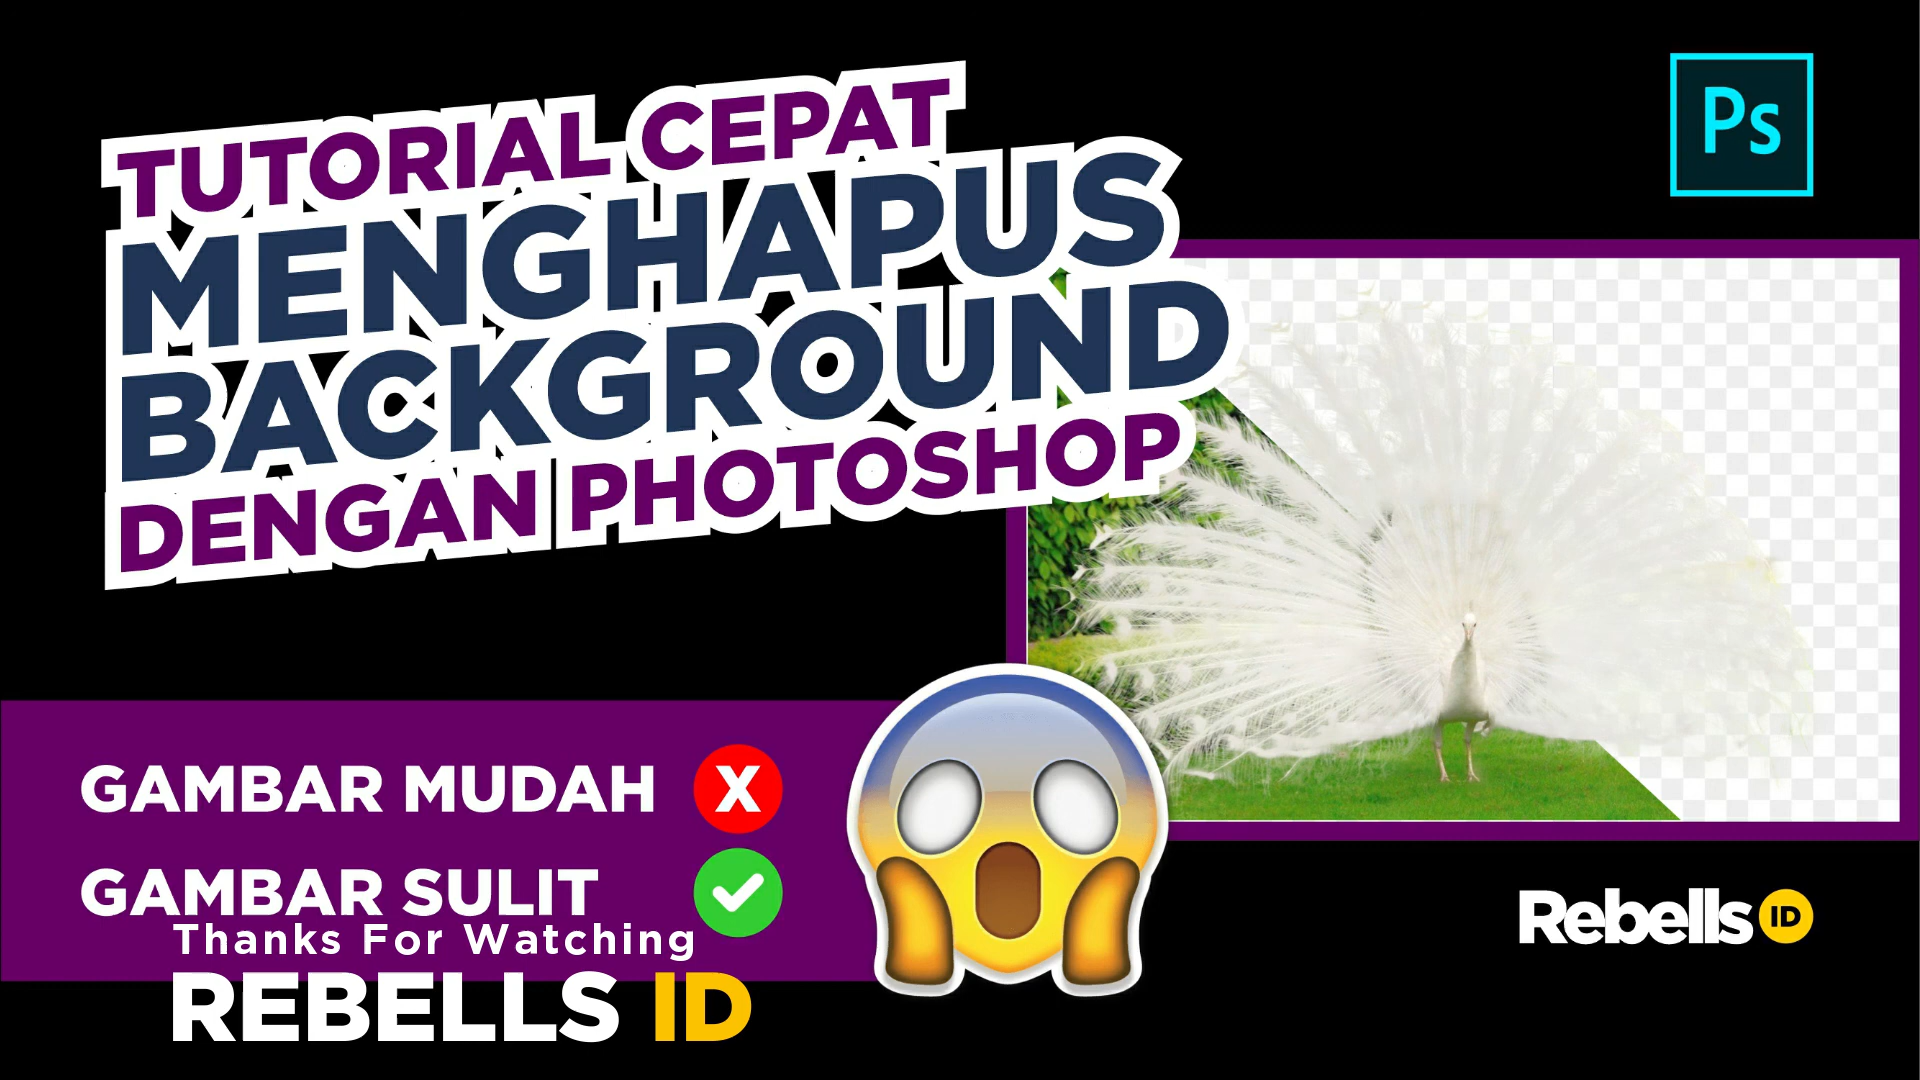 TUTORIAL CEPAT
MENGHAPUS
BACKGROUND
DENGAN PHOTOSHOP
Ps
GAMBAR MUDAH X
GAMBAR SULIT
Thanks For Watching
REBELLS ID
Rebells ID